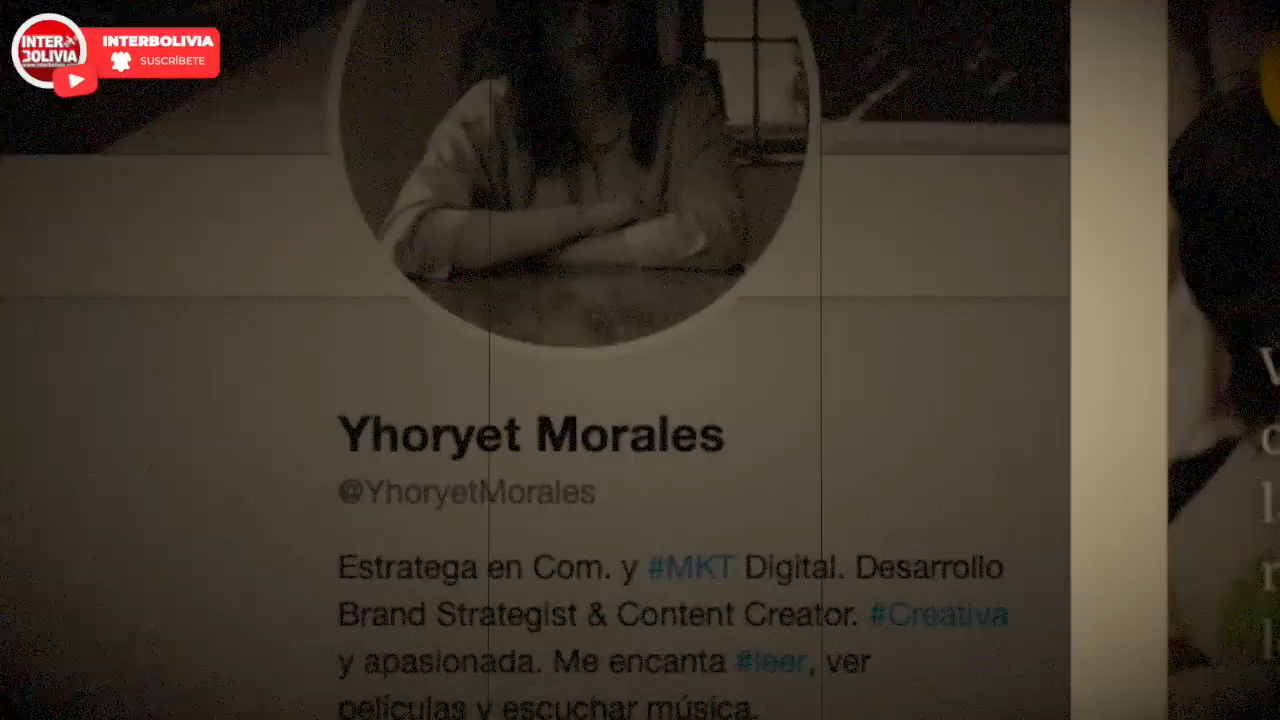 INTER
BOLIVIA
INTERBOLIVIA
SUSCRÍBETE
Yhoryet Morales
@YhoryetMorales
Estratega en Com. y #MKT Digital. Desarrollo
Brand Strategist & Content Creator. #Creativa
y apasionada. Me encanta #leer, ver
películas y escuchar música.